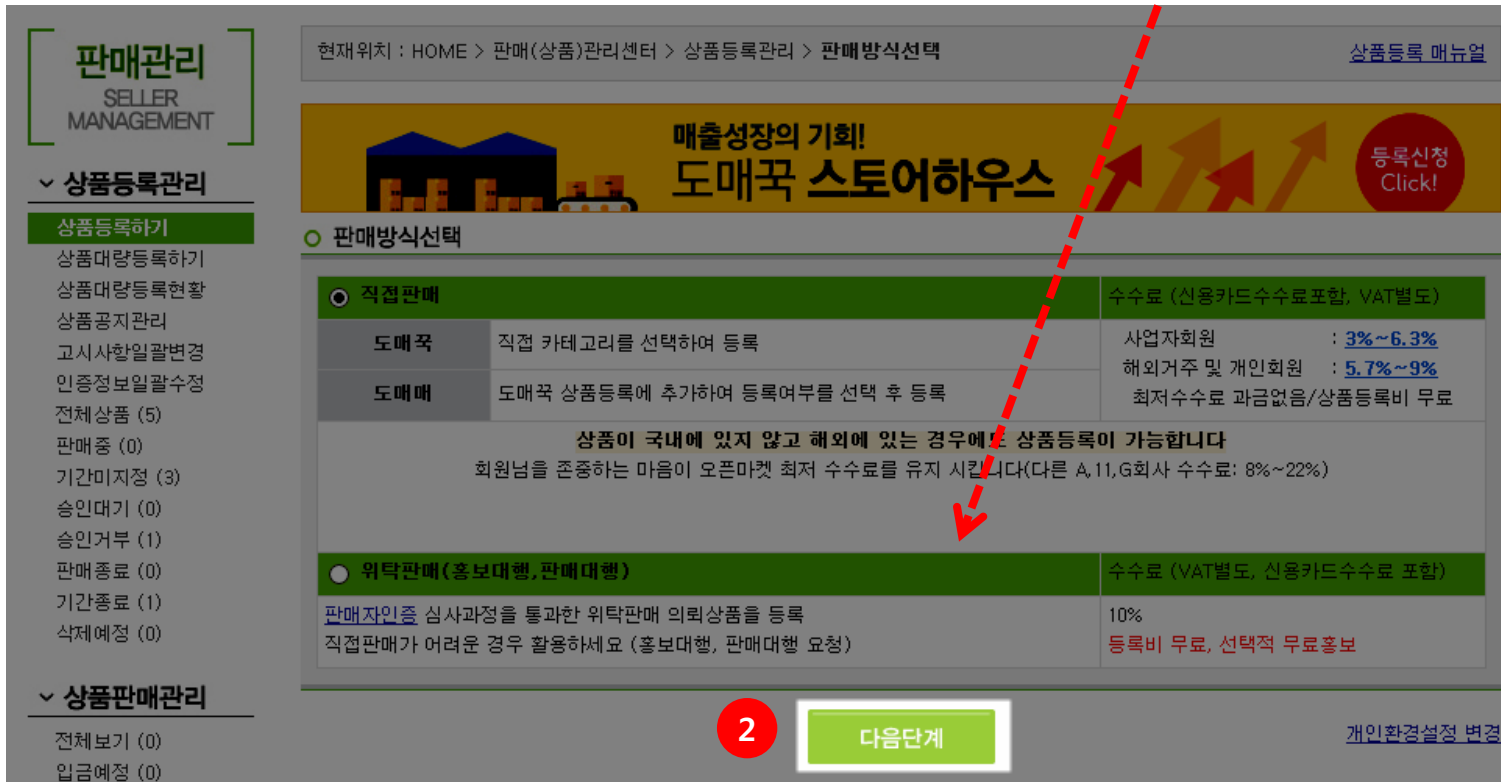 판매관리
SELLER
MANAGEMENT
상품등록관리
상품등록하기
상품대량등록하기
상품대량등록현황
상품공지관리
고시사항일괄변경
인증정보일괄수정
전체상품 (5)
판매중 (0)
기간미지정 (3)
승인대기 (0)
승인거부 (1)
판매종료 (0)
기간종료 (1)
삭제예정 (0)
상품판매관리
전체보기 (0)
입금예정 (0)
현재위치 : HOME > 판매(상품)관리센터 > 상품등록관리 > 판매방식선택
상품등록 매뉴얼
매출성장의 기회!
도매꾹 스토어하우스
등록신청
Click!
판매방식선택
직접판매
수수료 (신용카드수수료포함, VAT별도)
도매꾹
직접 카테고리를 선택하여 등록
도매매
도매꾹 상품등록에 추가하여 등록여부를 선택 후 등록
사업자회원 : 3%~6.3%
해외거주 및 개인회원 : 5.7%~9%
최저수수료 과금없음/상품등록비 무료
상품이 국내에 있지 않고 해외에 있는 경우에도 상품등록이 가능합니다
회원님을 존중하는 마음이 오픈마켓 최저 수수료를 유지 시킵니다(다른 A,11,G회사 수수료: 8%~22%)
위탁판매(홍보대행,판매대행)
수수료 (VAT별도, 신용카드수수료 포함)
판매자인증 심사과정을 통과한 위탁판매 의뢰상품을 등록
직접판매가 어려운 경우 활용하세요 (홍보대행, 판매대행 요청)
10%
등록비 무료, 선택적 무료홍보
2
다음단계
개인환경설정 변경